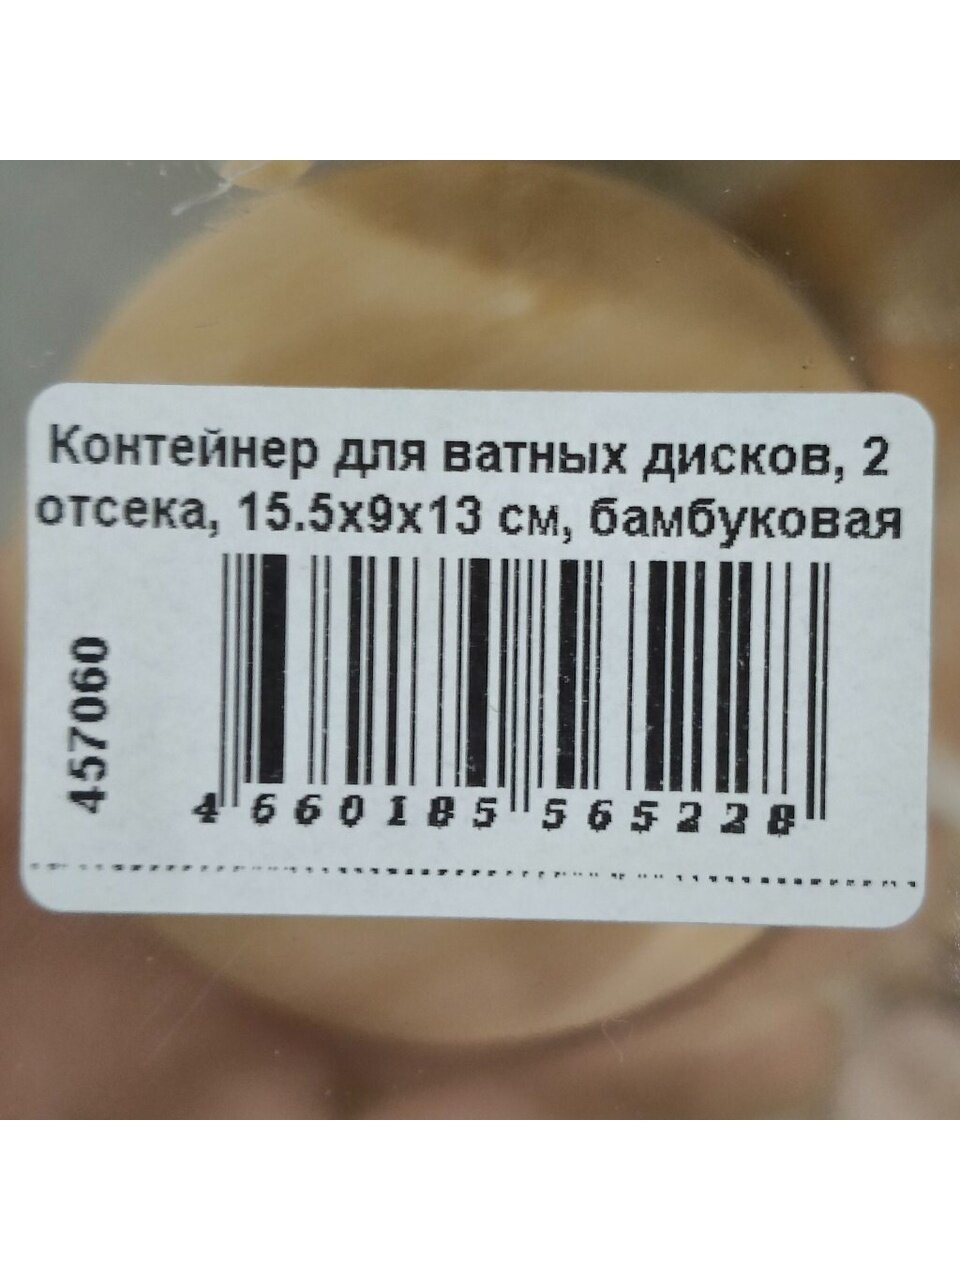 Контейнер для ватных дисков, 2
отсека, 15.5x9x13 см, бамбуковая
457060
4 660185 565228